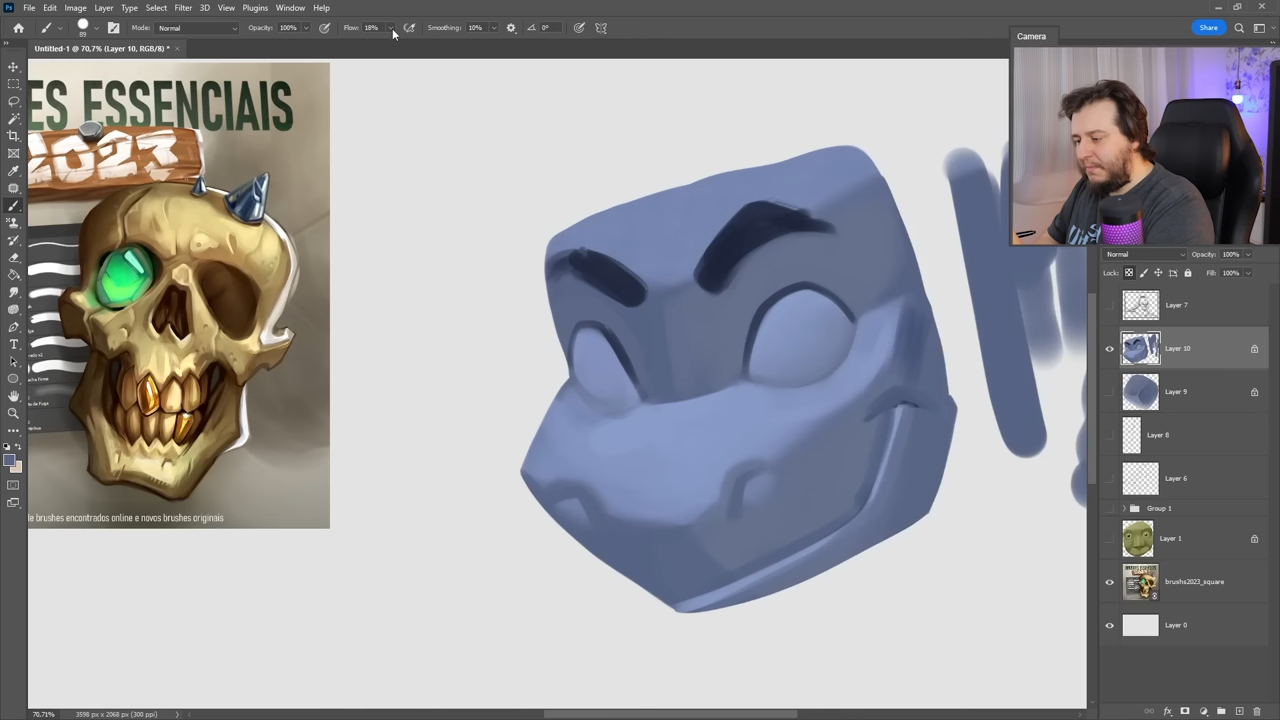 File Edit Image Layer Type Select Filter 3D View Plugins Window Help
Mode: Normal Opacity: 100% Flow: 18% Smoothing: 10% 0° Share
89
Untitled-1 @ 70,7% (Layer 10, RGB/8) * ×
Camera
ES ESSENCIAIS
2023
le brushes encontrados online e novos brushes originais
Normal Opacity: 100%
Lock: Fill: 100%
Layer 7
Layer 10
Layer 9
Layer 8
Layer 6
Group 1
Layer 1
brushs2023_square
Layer 0
70,71% 3598 px x 2068 px (300 ppi)